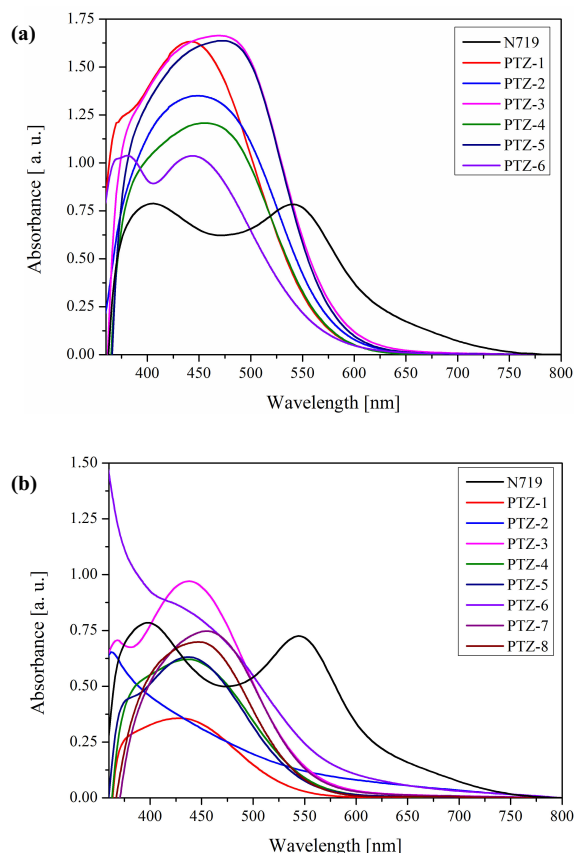 (a)
1.75
1.50
1.25
1.00
0.75
0.50
0.25
0.00
Absorbance [ a. u. ]
N719
PTZ-1
PTZ-2
PTZ-3
PTZ-4
PTZ-5
PTZ-6
400 450 500 550 600 650 700 750 800
Wavelength [nm]
(b)
1.50
1.25
1.00
0.75
0.50
0.25
0.00
Absorbance [a. u.]
N719
PTZ-1
PTZ-2
PTZ-3
PTZ-4
PTZ-5
PTZ-6
PTZ-7
PTZ-8
400 450 500 550 600 650 700 750 800
Wavelength [nm]